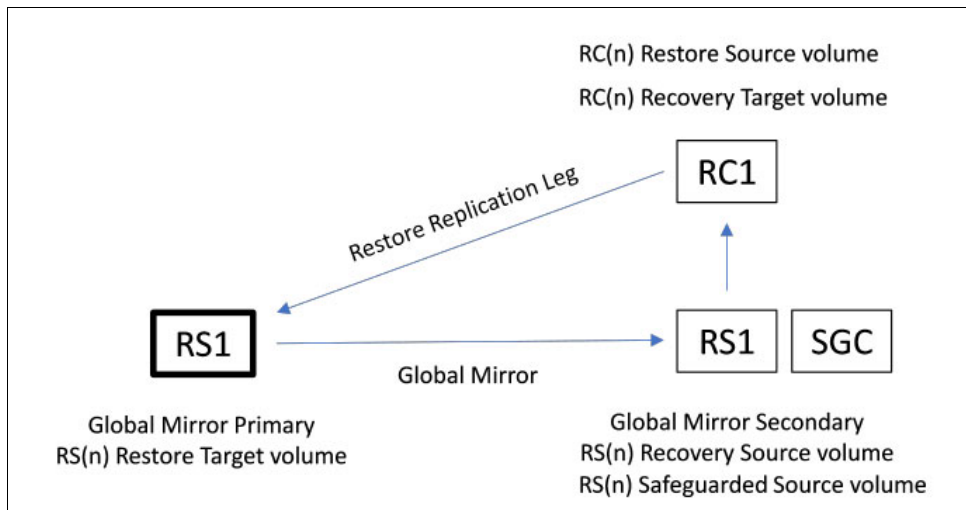 RC(n) Restore Source volume
RC(n) Recovery Target volume
RC1
Restore Replication Leg
RS1
Global Mirror
RS1
SGC
Global Mirror Primary
RS(n) Restore Target volume
Global Mirror Secondary
RS(n) Recovery Source volume
RS(n) Safeguarded Source volume